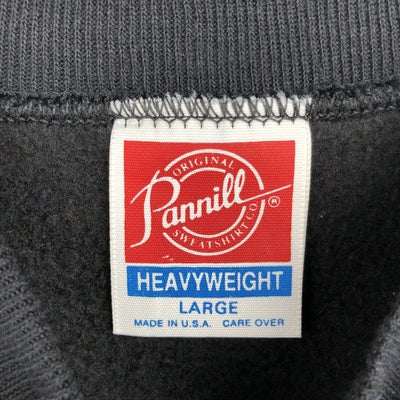 ORIGINAL
Pannill ®
SWEATSHIRT CO.
HEAVYWEIGHT
LARGE
MADE IN U.S.A. CARE OVER